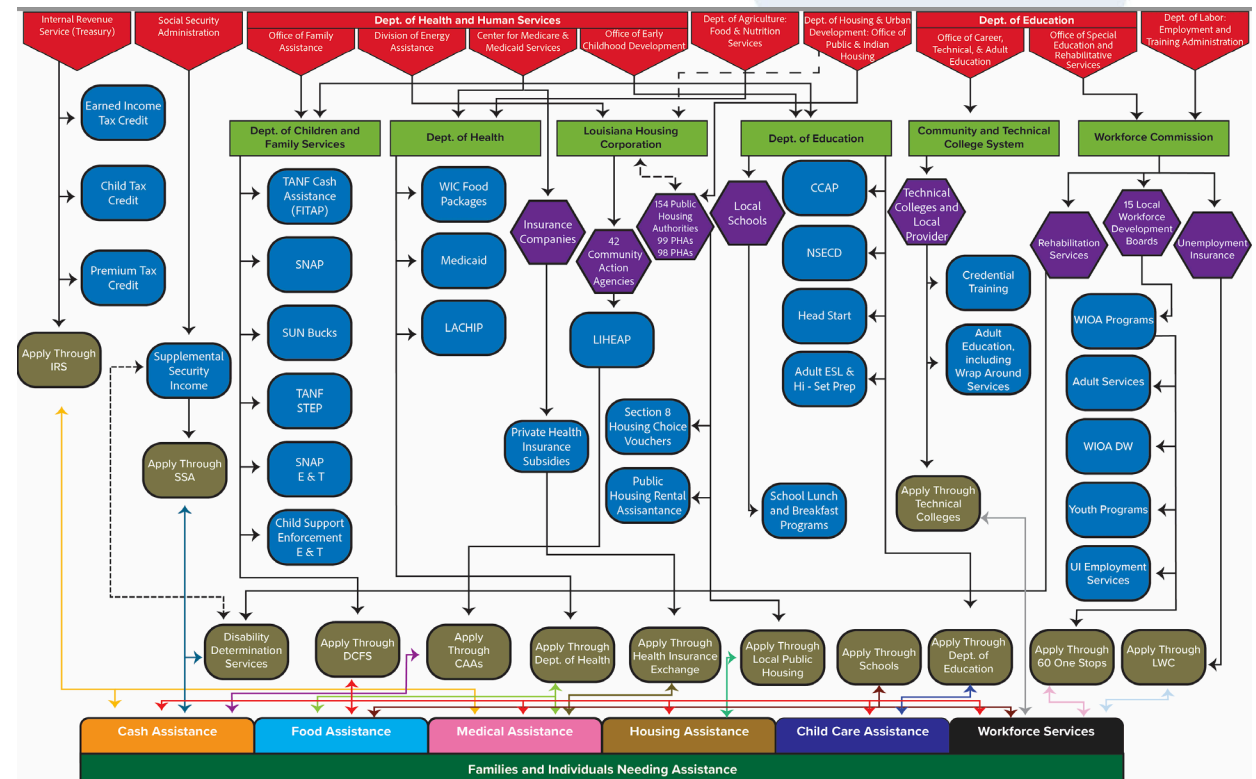 Internal Revenue
Service (Treasury)
Social Security
Administration
Dept. of Health and Human Services
Office of Family
Assistance
Division of Energy
Assistance
Center for Medicare &
Medicaid Services
Office of Early
Childhood Development
Dept. of Agriculture:
Food & Nutrition
Services
Dept. of Housing & Urban
Development: Office of
Public & Indian
Housing
Dept. of Education
Office of Career,
Technical, & Adult
Education
Office of Special
Education and
Rehabilitative
Services
Dept. of Labor:
Employment and
Training Administration
Dept. of Children and
Family Services
Dept. of Health
Louisiana Housing
Corporation
Dept. of Education
Community and Technical
College System
Workforce Commission
Earned Income
Tax Credit
Child Tax
Credit
Premium Tax
Credit
Apply Through
IRS
Supplemental
Security
Income
Apply Through
SSA
TANF Cash
Assistance
(FITAP)
SNAP
SUN Bucks
TANF
STEP
SNAP
E & T
Child Support
Enforcement
E & T
WIC Food
Packages
Medicaid
LACHIP
Insurance
Companies
42
Community
Action
Agencies
154 Public
Housing
Authorities
99 PHAs
98 PHAs
Local
Schools
LIHEAP
Private Health
Insurance
Subsidies
Section 8
Housing Choice
Vouchers
Public
Housing Rental
Assisantance
CCAP
NSECD
Head Start
Adult ESL &
Hi - Set Prep
School Lunch
and Breakfast
Programs
Technical
Colleges and
Local
Provider
Credential
Training
Adult
Education,
including
Wrap Around
Services
Apply Through
Technical
Colleges
Rehabilitation
Services
15 Local
Workforce
Development
Boards
Unemployment
Insurance
WIOA Programs
Adult Services
WIOA DW
Youth Programs
UI Employment
Services
Disability
Determination
Services
Apply Through
DCFS
Apply
Through
CAAs
Apply Through
Dept. of Health
Apply Through
Health Insurance
Exchange
Apply Through
Local Public
Housing
Apply Through
Schools
Apply Through
Dept. of
Education
Apply Through
60 One Stops
Apply Through
LWC
Cash Assistance
Food Assistance
Medical Assistance
Housing Assistance
Child Care Assistance
Workforce Services
Families and Individuals Needing Assistance